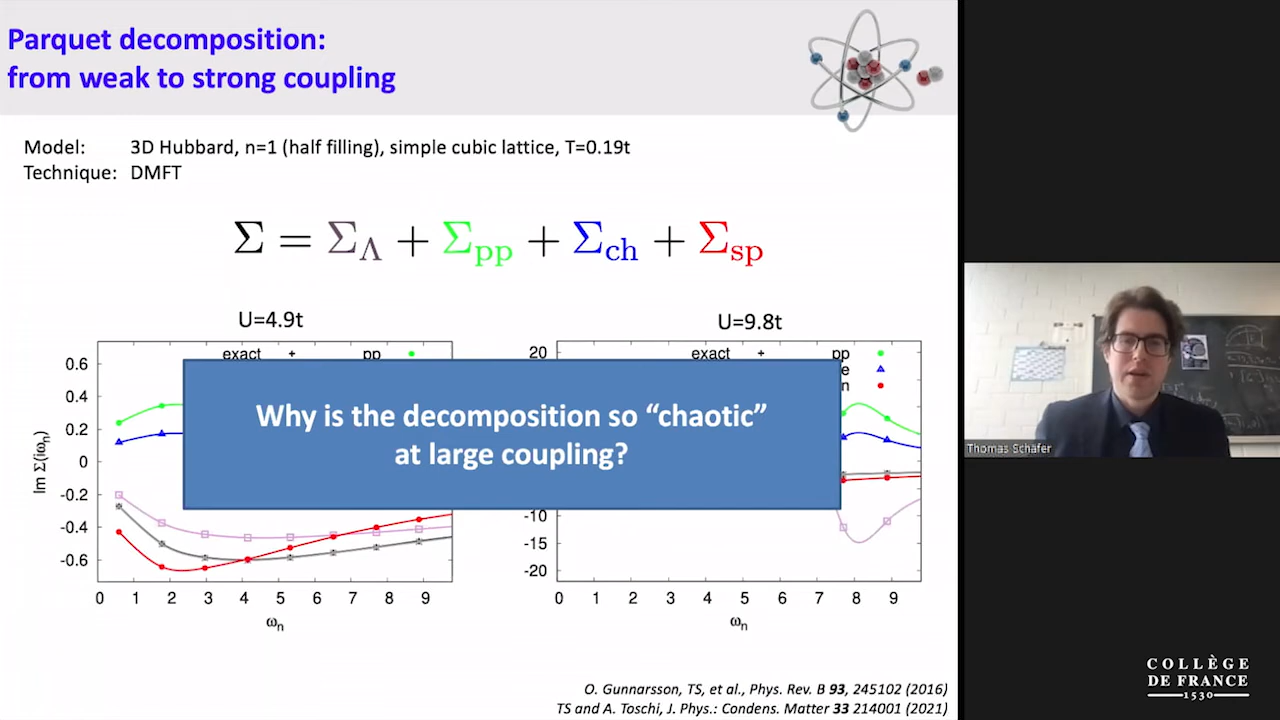 Parquet decomposition:
from weak to strong coupling
Model: 3D Hubbard, n=1 (half filling), simple cubic lattice, T=0.19t
Technique: DMFT
Σ = Σ_Λ + Σ_pp + Σ_ch + Σ_sp
U=4.9t
U=9.8t
exact + pp
exact + pp
e
n
0.6
0.4
0.2
0
-0.2
-0.4
-0.6
Im Σ(iω_n)
0 1 2 3 4 5 6 7 8 9
ω_n
20
-10
-15
-20
0 1 2 3 4 5 6 7 8 9
ω_n
Why is the decomposition so “chaotic”
at large coupling?
O. Gunnarsson, TS, et al., Phys. Rev. B 93, 245102 (2016)
TS and A. Toschi, J. Phys.: Condens. Matter 33 214001 (2021)
Thomas Schäfer
COLLÈGE
DE FRANCE
1530